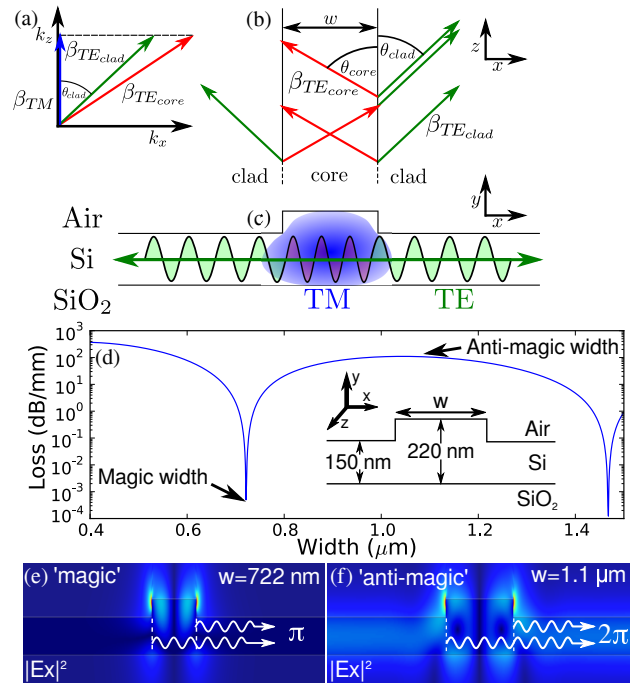 (a)
k_z
β_TE_clad
θ_clad
β_TM
β_TE_core
k_x
(b)
w
θ_clad
θ_core
β_TE_core
β_TE_clad
z
x
clad
core
clad
Air
(c)
y
x
Si
SiO₂
TM
TE
(d)
Loss (dB/mm)
10³
10²
10¹
10⁰
10⁻¹
10⁻²
10⁻³
10⁻⁴
Anti-magic width
Magic width
y
x
z
w
Air
150 nm
220 nm
Si
SiO₂
0.4
0.6
0.8
1.0
1.2
1.4
Width (μm)
(e) 'magic'
w=722 nm
π
|Ex|²
(f) 'anti-magic'
w=1.1 μm
2π
|Ex|²